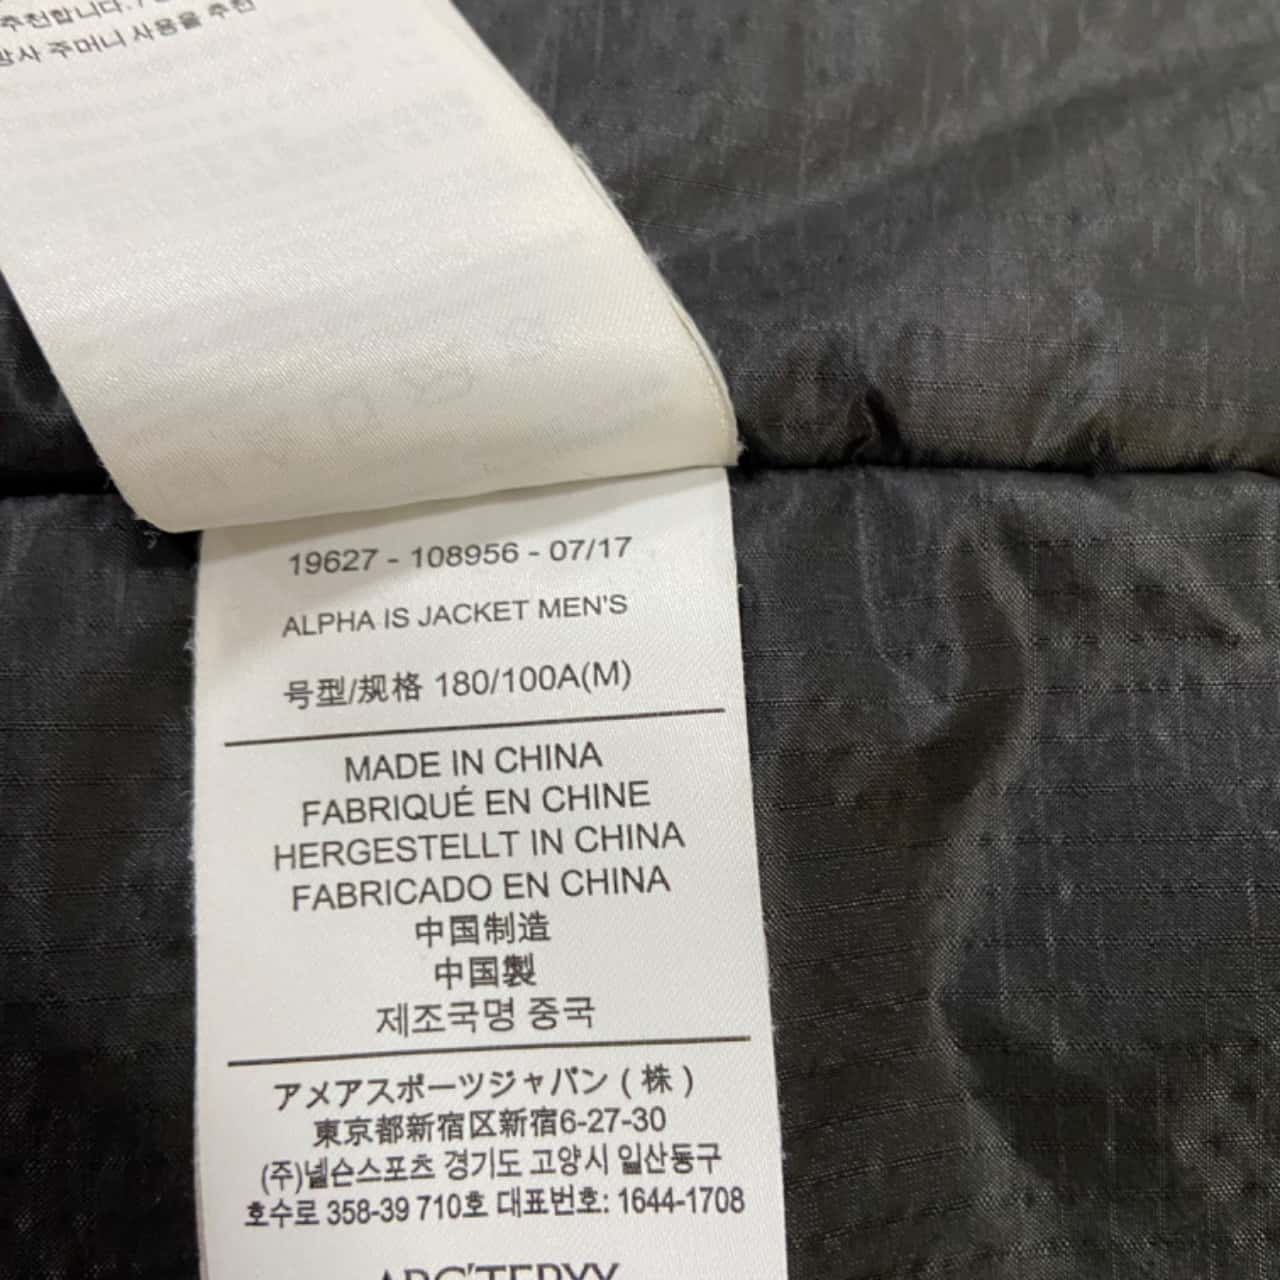 추천합니다. /
방사 주머니 사용을 추천
19627 - 108956 - 07/17
ALPHA IS JACKET MEN'S
号型/规格 180/100A(M)
MADE IN CHINA
FABRIQUÉ EN CHINE
HERGESTELLT IN CHINA
FABRICADO EN CHINA
中国制造
中国製
제조국명 중국
アメアスポーツジャパン ( 株 )
東京都新宿区新宿6-27-30
(주)넬슨스포츠 경기도 고양시 일산동구
호수로 358-39 710호 대표번호: 1644-1708
ARC'TERYX